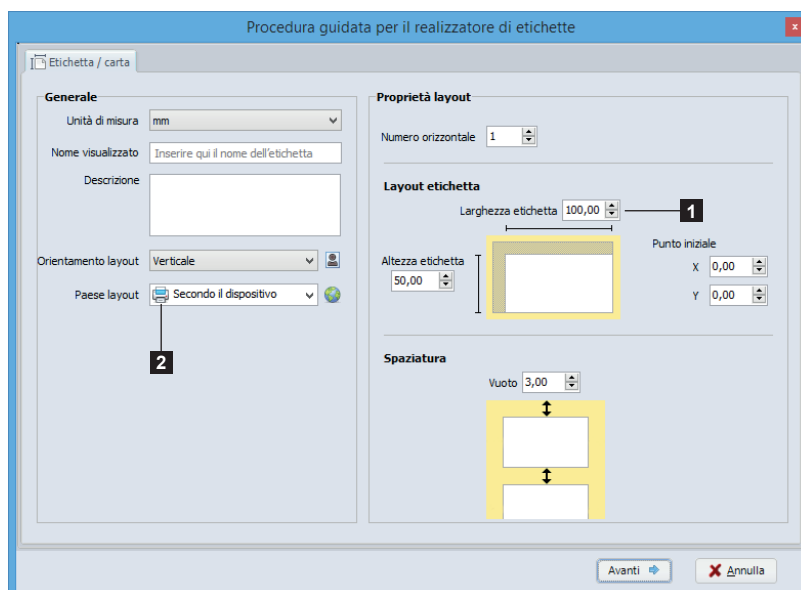 Procedura guidata per il realizzatore di etichette
x
Etichetta / carta
Generale
Unità di misura mm
Nome visualizzato Inserire qui il nome dell'etichetta
Descrizione
Orientamento layout Verticale
Paese layout Secondo il dispositivo
2
Proprietà layout
Numero orizzontale 1
Layout etichetta
Larghezza etichetta 100,00 1
Altezza etichetta
50,00
Punto iniziale
X 0,00
Y 0,00
Spaziatura
Vuoto 3,00
Avanti
Annulla